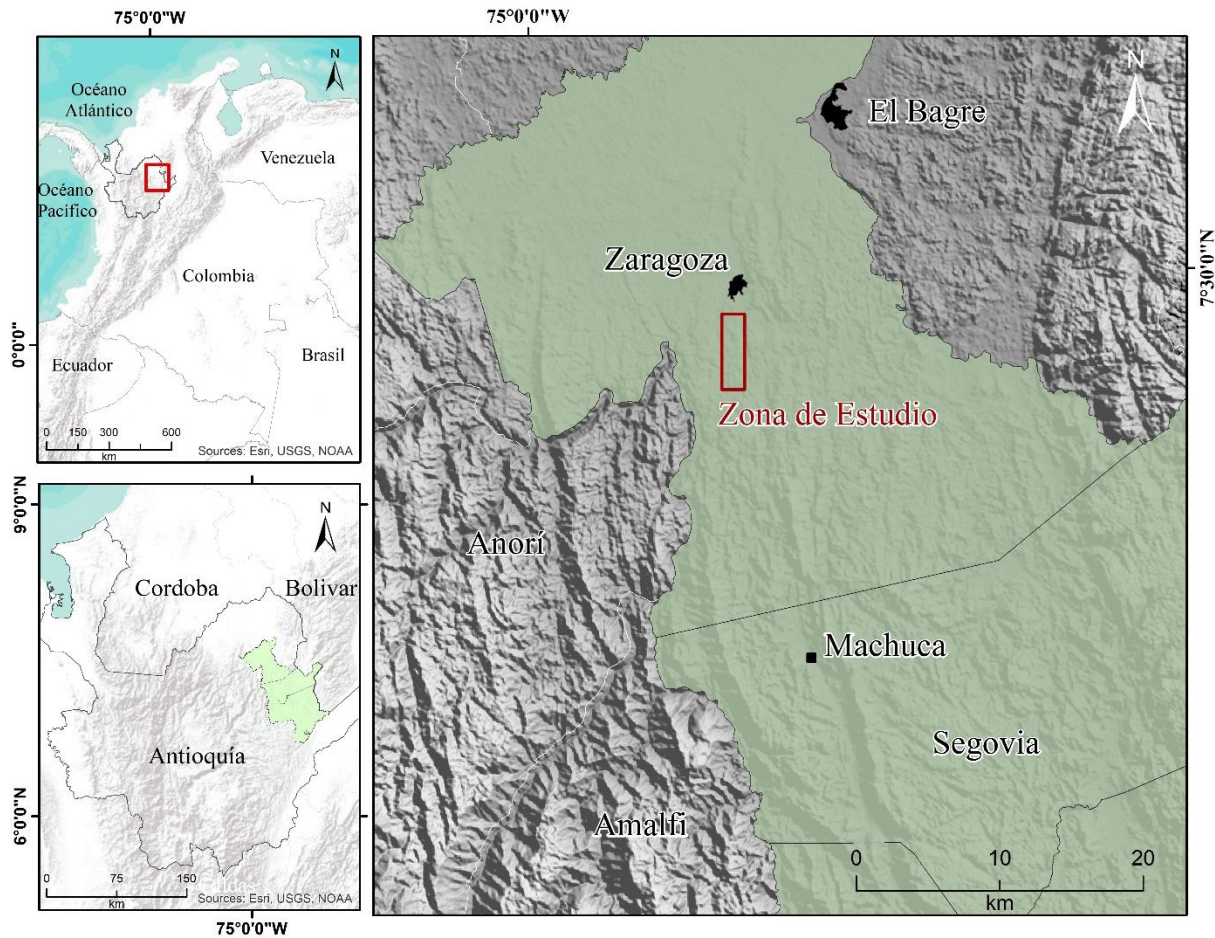 75°0'0"W
N
Océano
Atlántico
Venezuela
Océano
Pacifico
Colombia
0°0'0"
Ecuador
Brasil
0 150 300 600
km
Sources: Esri, USGS, NOAA
9°0'0"N
N
Cordoba
Bolivar
Antioquía
6°0'0"N
0 75 150
km
Sources: Esri, USGS, NOAA
75°0'0"W
75°0'0"W
N
El Bagre
7°30'0"N
Zaragoza
Zona de Estudio
Anorí
Machuca
Segovia
Amalfi
0 10 20
km